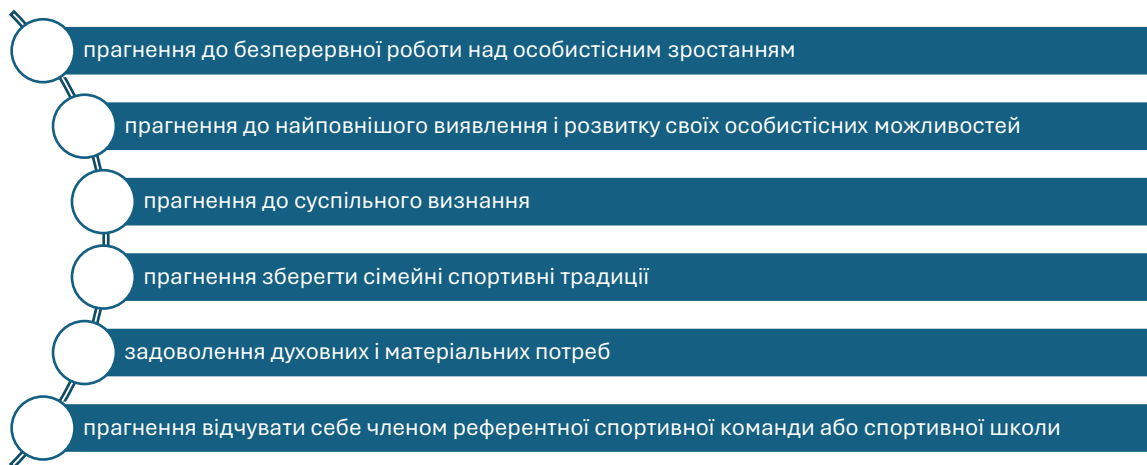 прагнення до безперервної роботи над особистісним зростанням
прагнення до найповнішого виявлення і розвитку своїх особистісних можливостей
прагнення до суспільного визнання
прагнення зберегти сімейні спортивні традиції
задоволення духовних і матеріальних потреб
прагнення відчувати себе членом референтної спортивної команди або спортивної школи